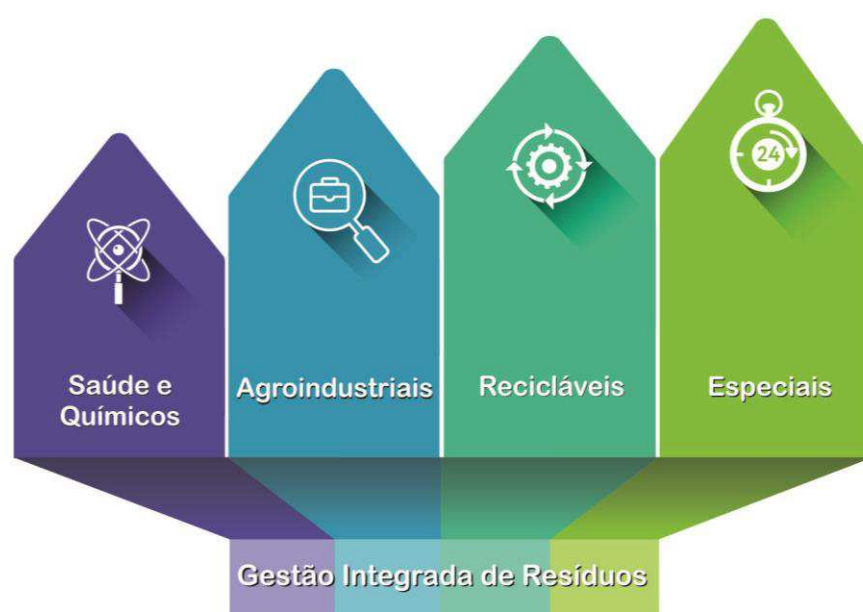 24
Saúde e
Químicos
Agroindustriais
Recicláveis
Especiais
Gestão Integrada de Resíduos